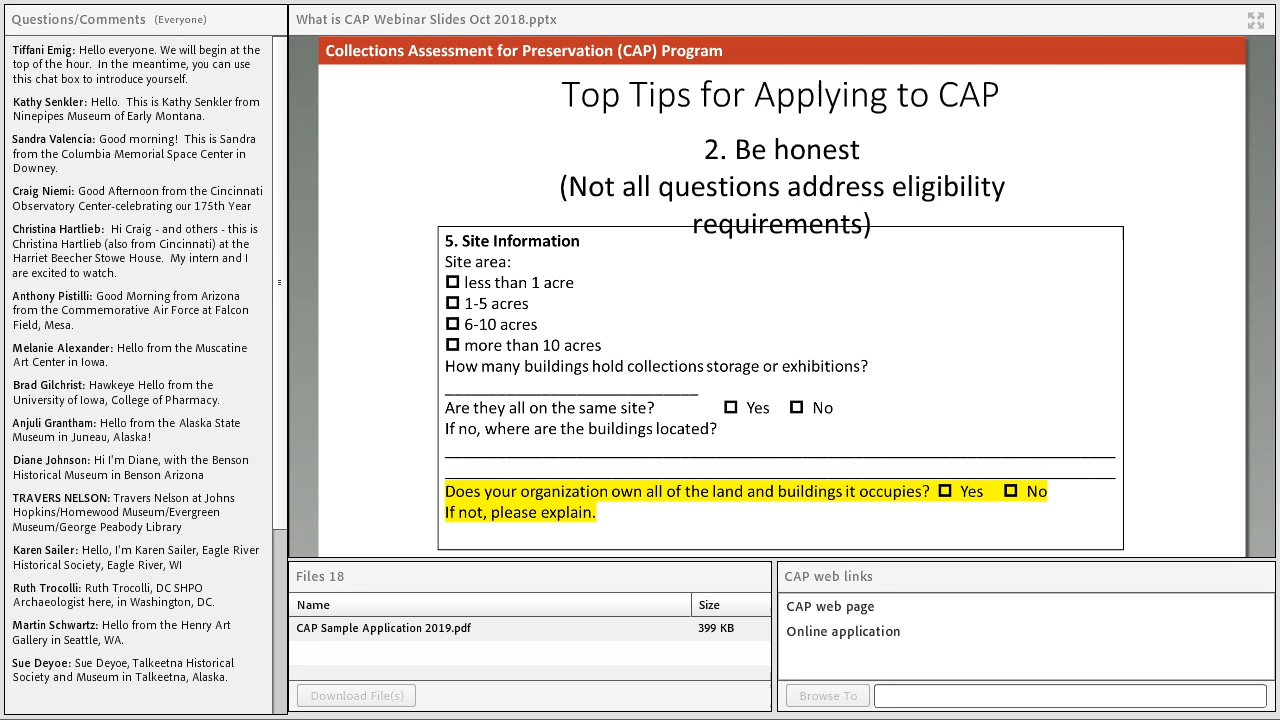 Questions/Comments (Everyone)
Tiffani Emig: Hello everyone. We will begin at the
top of the hour. In the meantime, you can use
this chat box to introduce yourself.
Kathy Senkler: Hello. This is Kathy Senkler from
Ninepipes Museum of Early Montana.
Sandra Valencia: Good morning! This is Sandra
from the Columbia Memorial Space Center in
Downey.
Craig Niemi: Good Afternoon from the Cincinnati
Observatory Center-celebrating our 175th Year
Christina Hartlieb: Hi Craig - and others - this is
Christina Hartlieb (also from Cincinnati) at the
Harriet Beecher Stowe House. My intern and I
are excited to watch.
Anthony Pistilli: Good Morning from Arizona
from the Commemorative Air Force at Falcon
Field, Mesa.
Melanie Alexander: Hello from the Muscatine
Art Center in Iowa.
Brad Gilchrist: Hawkeye Hello from the
University of Iowa, College of Pharmacy.
Anjuli Grantham: Hello from the Alaska State
Museum in Juneau, Alaska!
Diane Johnson: Hi I'm Diane, with the Benson
Historical Museum in Benson Arizona
TRAVERS NELSON: Travers Nelson at Johns
Hopkins/Homewood Museum/Evergreen
Museum/George Peabody Library
Karen Sailer: Hello, I'm Karen Sailer, Eagle River
Historical Society, Eagle River, WI
Ruth Trocolli: Ruth Trocolli, DC SHPO
Archaeologist here, in Washington, DC.
Martin Schwartz: Hello from the Henry Art
Gallery in Seattle, WA.
Sue Deyoe: Sue Deyoe, Talkeetna Historical
Society and Museum in Talkeetna, Alaska.
What is CAP Webinar Slides Oct 2018.pptx
Collections Assessment for Preservation (CAP) Program
Top Tips for Applying to CAP
2. Be honest
(Not all questions address eligibility
requirements)
5. Site Information
Site area:
less than 1 acre
1-5 acres
6-10 acres
more than 10 acres
How many buildings hold collections storage or exhibitions?
Are they all on the same site? Yes No
If no, where are the buildings located?
Does your organization own all of the land and buildings it occupies? Yes No
If not, please explain.
Files 18
Name Size
CAP Sample Application 2019.pdf 399 KB
Download File(s)
CAP web links
CAP web page
Online application
Browse To